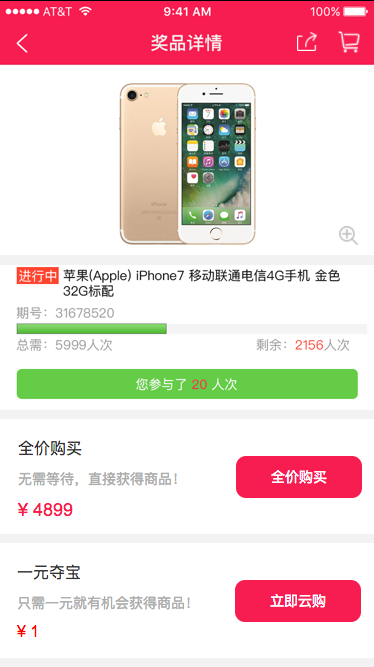 AT&T 9:41 AM 100%
奖品详情
进行中 苹果(Apple) iPhone7 移动联通电信4G手机 金色
32G标配
期号：31678520
总需：5999人次 剩余：2156人次
您参与了 20 人次
全价购买
无需等待，直接获得商品！
全价购买
¥ 4899
一元夺宝
只需一元就有机会获得商品！
立即云购
¥ 1